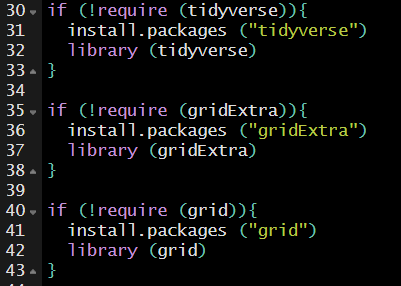 30 if (!require (tidyverse)){
31   install.packages ("tidyverse")
32   library (tidyverse)
33 }
34
35 if (!require (gridExtra)){
36   install.packages ("gridExtra")
37   library (gridExtra)
38 }
39
40 if (!require (grid)){
41   install.packages ("grid")
42   library (grid)
43 }